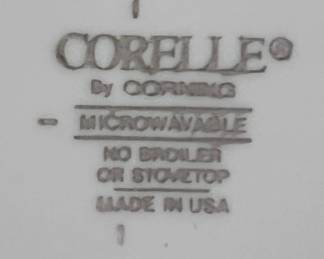 CORELLE®
By CORNING
MICROWAVABLE
NO BROILER
OR STOVETOP
MADE IN USA